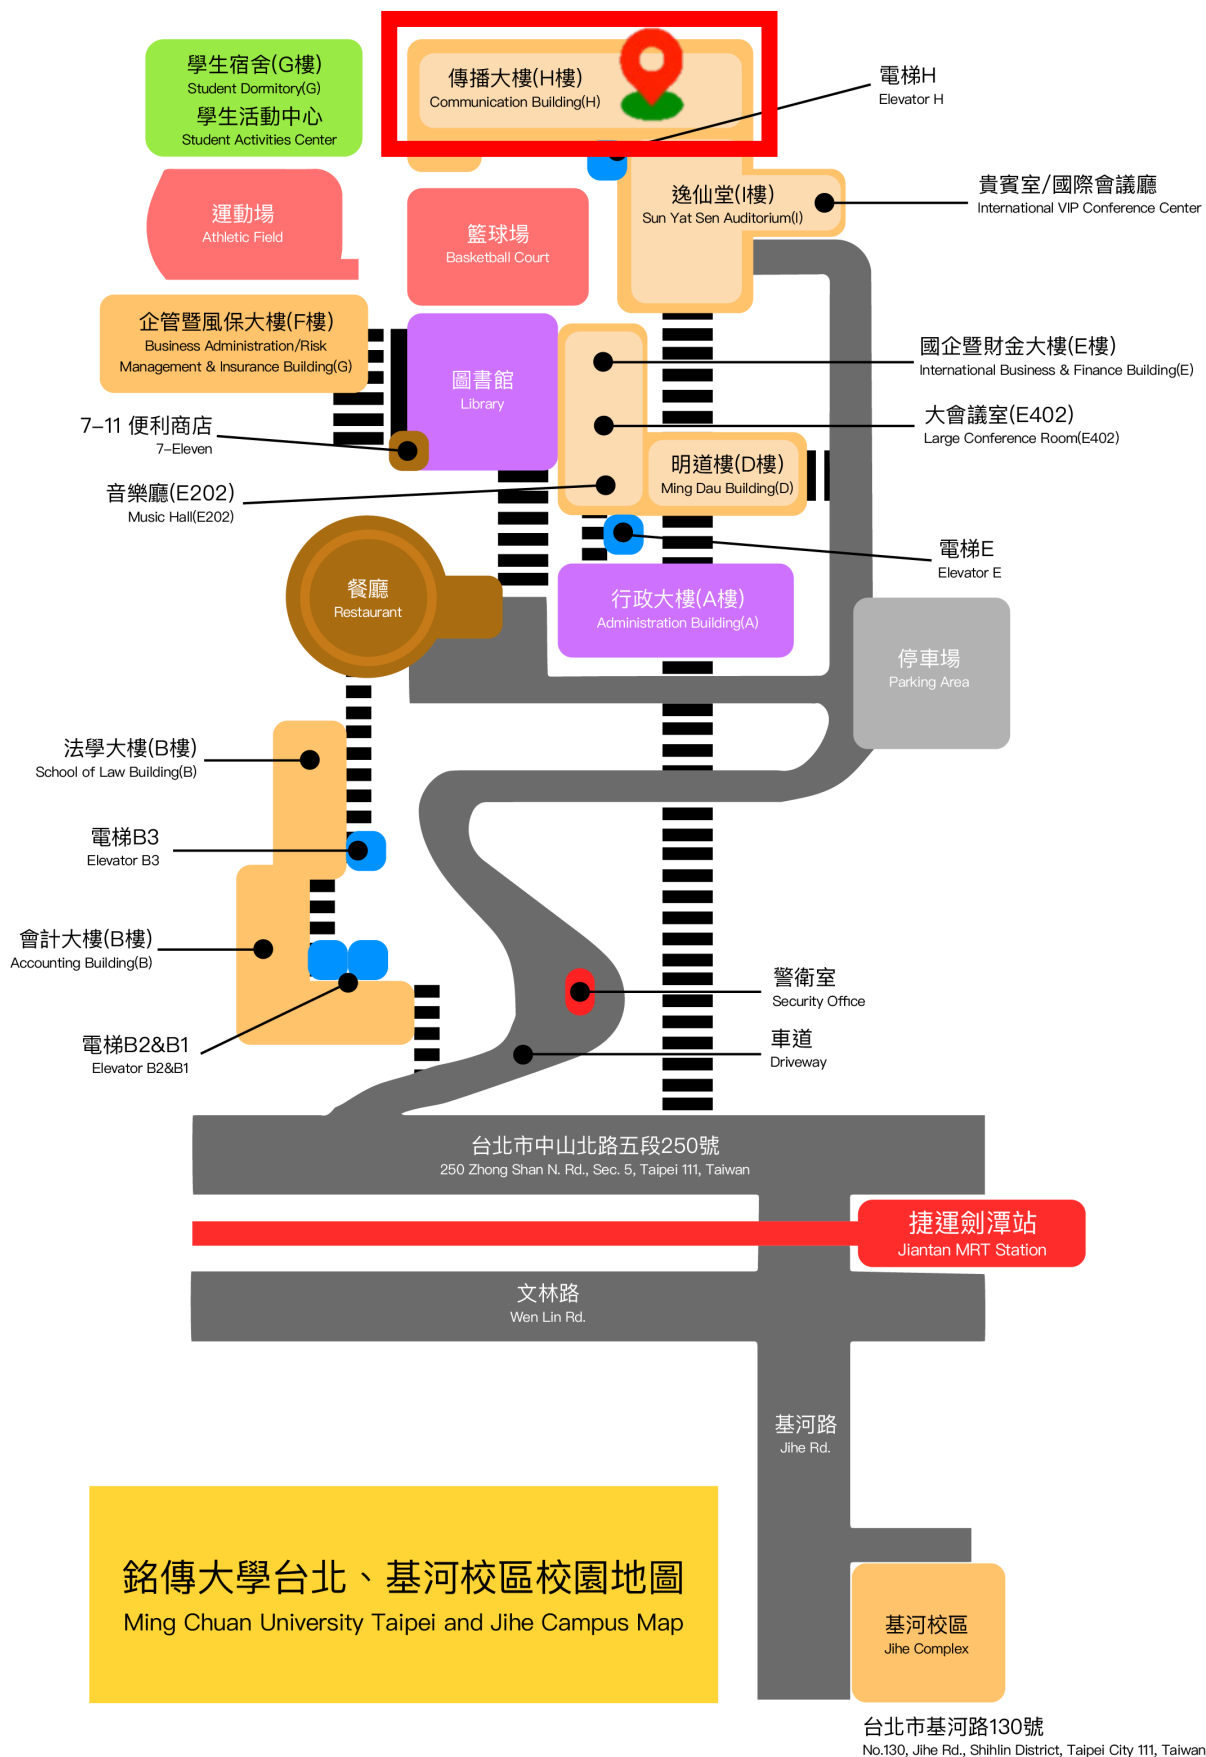 學生宿舍(G樓)
Student Dormitory(G)
學生活動中心
Student Activities Center
傳播大樓(H樓)
Communication Building(H)
電梯H
Elevator H
運動場
Athletic Field
籃球場
Basketball Court
逸仙堂(I樓)
Sun Yat Sen Auditorium(I)
貴賓室/國際會議廳
International VIP Conference Center
企管暨風保大樓(F樓)
Business Administration/Risk
Management & Insurance Building(G)
圖書館
Library
國企暨財金大樓(E樓)
International Business & Finance Building(E)
7-11 便利商店
7-Eleven
大會議室(E402)
Large Conference Room(E402)
音樂廳(E202)
Music Hall(E202)
明道樓(D樓)
Ming Dau Building(D)
電梯E
Elevator E
餐廳
Restaurant
行政大樓(A樓)
Administration Building(A)
停車場
Parking Area
法學大樓(B樓)
School of Law Building(B)
電梯B3
Elevator B3
會計大樓(B樓)
Accounting Building(B)
電梯B2&B1
Elevator B2&B1
警衛室
Security Office
車道
Driveway
台北市中山北路五段250號
250 Zhong Shan N. Rd., Sec. 5, Taipei 111, Taiwan
捷運劍潭站
Jiantan MRT Station
文林路
Wen Lin Rd.
基河路
Jihe Rd.
銘傳大學台北、基河校區校園地圖
Ming Chuan University Taipei and Jihe Campus Map
基河校區
Jihe Complex
台北市基河路130號
No.130, Jihe Rd., Shihlin District, Taipei City 111, Taiwan